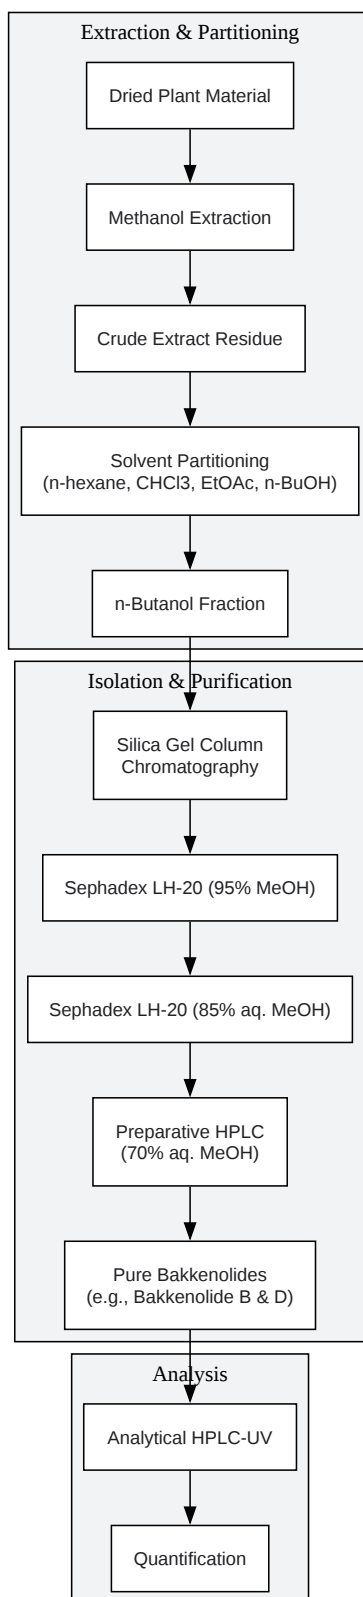 Extraction & Partitioning
Dried Plant Material
Methanol Extraction
Crude Extract Residue
Solvent Partitioning
(n-hexane, CHCl3, EtOAc, n-BuOH)
n-Butanol Fraction
Isolation & Purification
Silica Gel Column
Chromatography
Sephadex LH-20 (95% MeOH)
Sephadex LH-20 (85% aq. MeOH)
Preparative HPLC
(70% aq. MeOH)
Pure Bakkenolides
(e.g., Bakkenolide B & D)
Analysis
Analytical HPLC-UV
Quantification